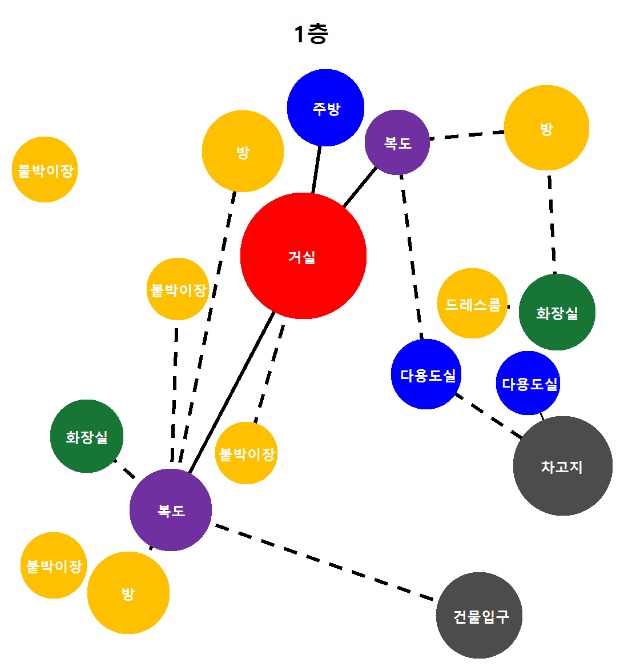 1층
주방
방
복도
방
붙박이장
거실
붙박이장
드레스룸
화장실
다용도실
다용도실
화장실
붙박이장
차고지
복도
붙박이장
방
건물입구